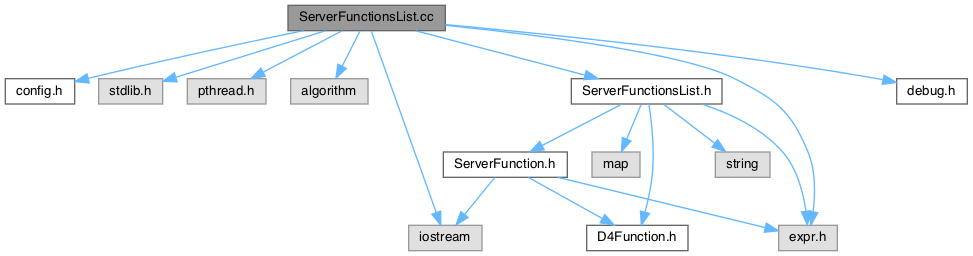 ServerFunctionsList.cc
config.h
stdlib.h
pthread.h
algorithm
ServerFunctionsList.h
debug.h
ServerFunction.h
map
string
iostream
D4Function.h
expr.h